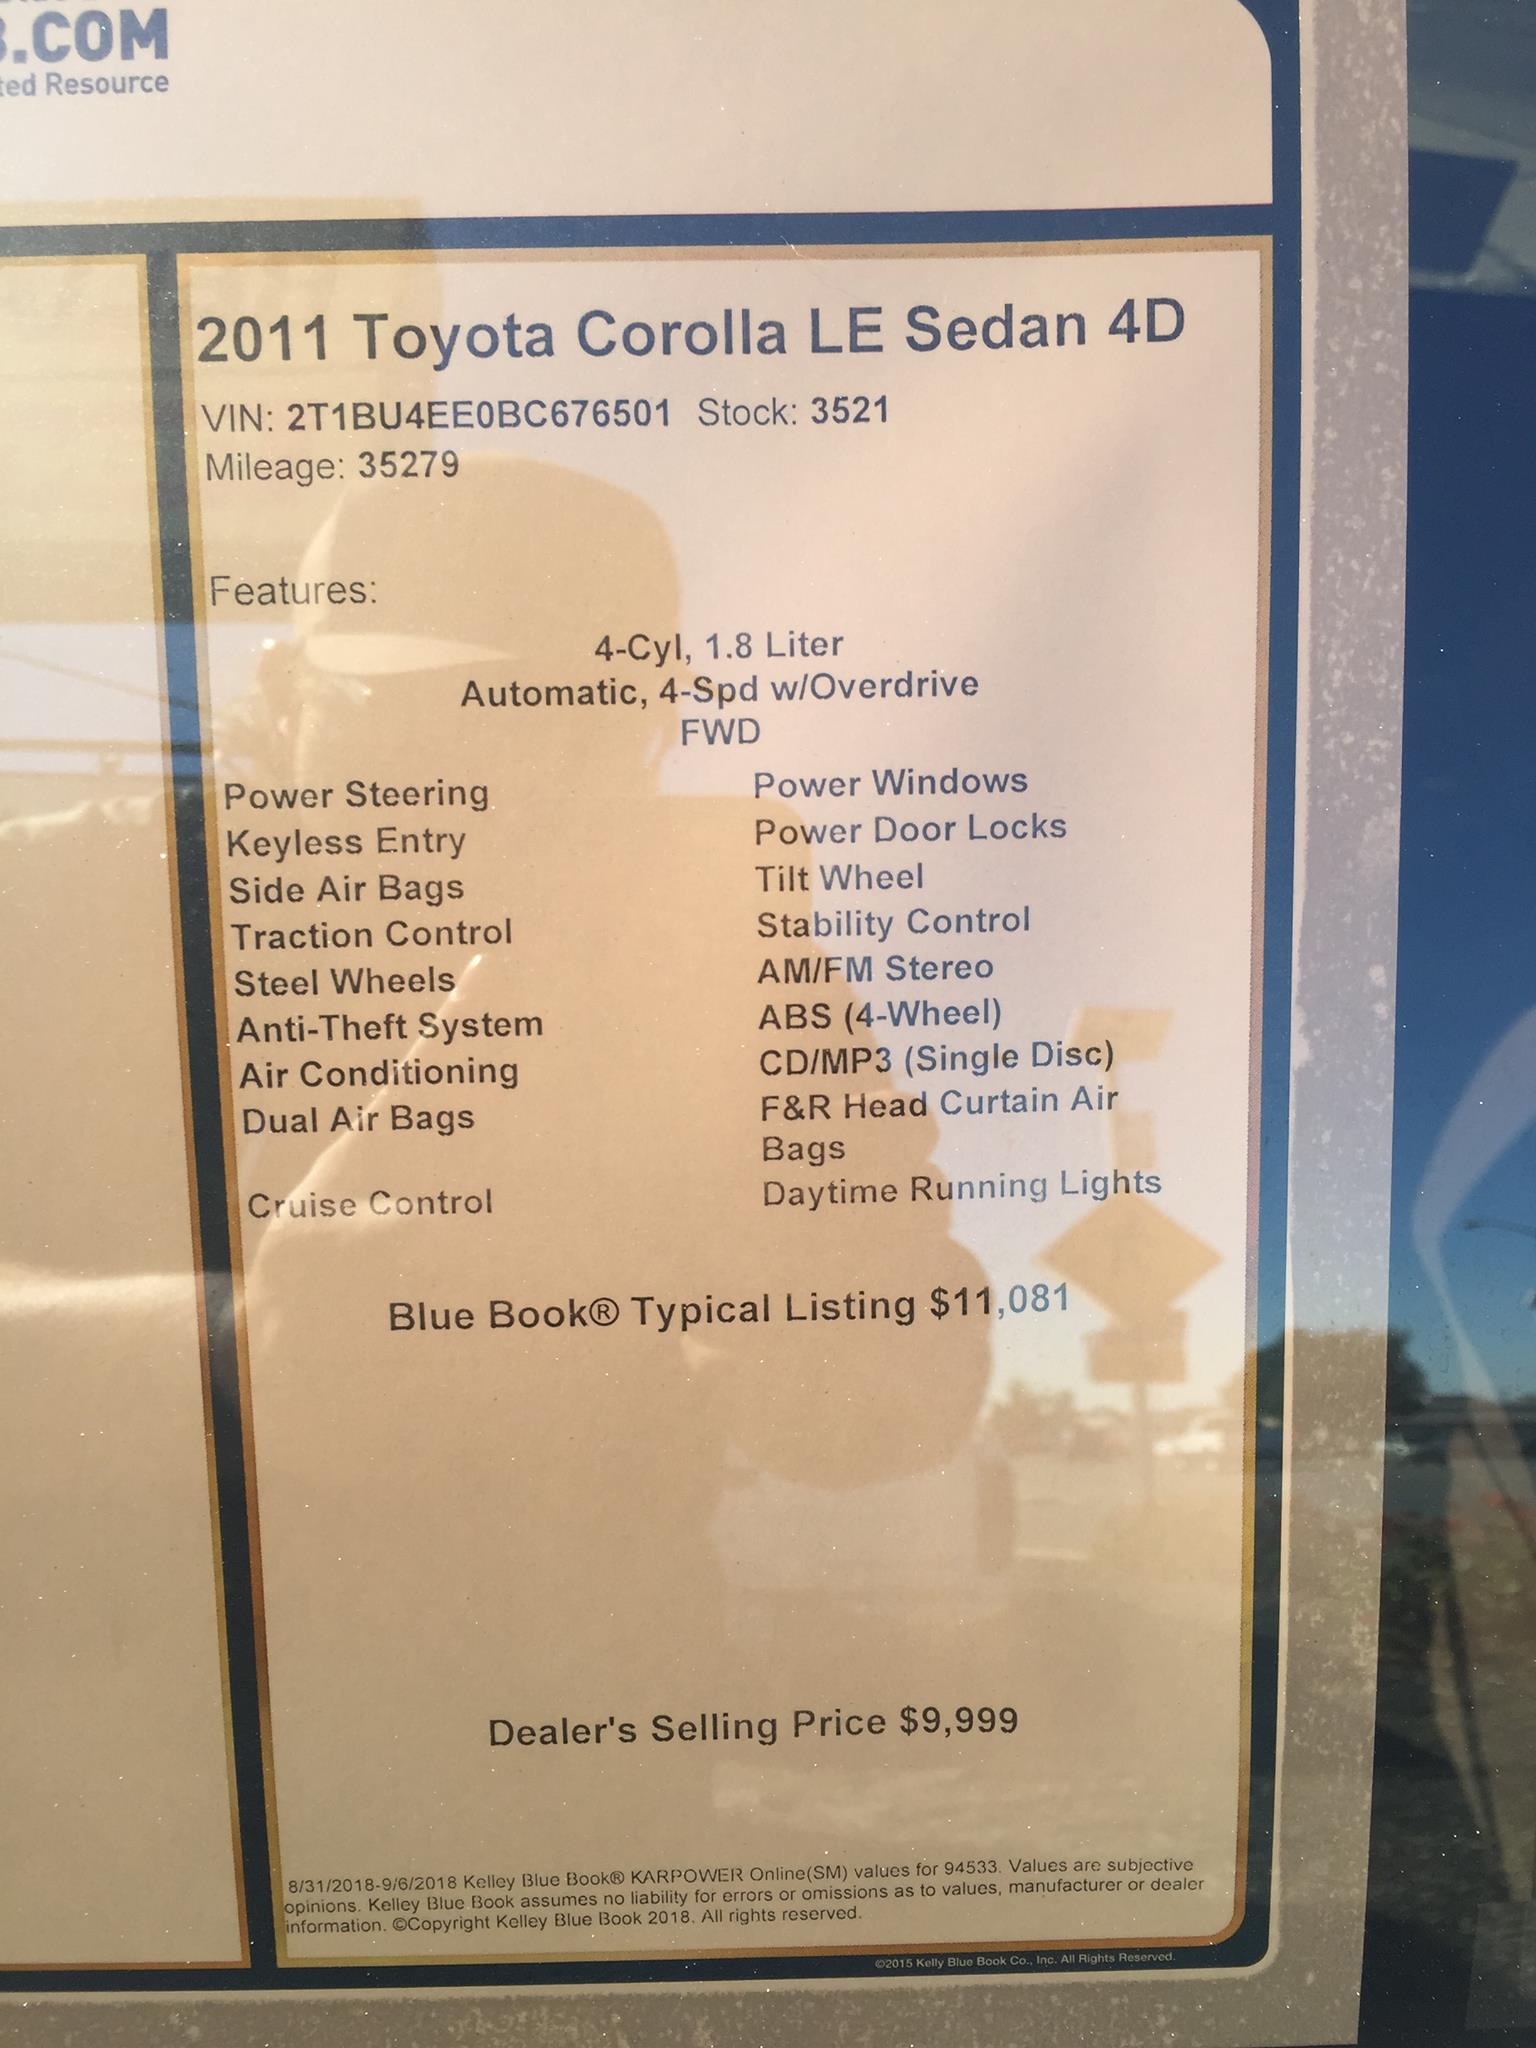 .COM
ted Resource
2011 Toyota Corolla LE Sedan 4D
VIN: 2T1BU4EE0BC676501 Stock: 3521
Mileage: 35279
Features:
4-Cyl, 1.8 Liter
Automatic, 4-Spd w/Overdrive
FWD
Power Steering
Keyless Entry
Side Air Bags
Traction Control
Steel Wheels
Anti-Theft System
Air Conditioning
Dual Air Bags
Cruise Control
Power Windows
Power Door Locks
Tilt Wheel
Stability Control
AM/FM Stereo
ABS (4-Wheel)
CD/MP3 (Single Disc)
F&R Head Curtain Air
Bags
Daytime Running Lights
Blue Book® Typical Listing $11,081
Dealer's Selling Price $9,999
8/31/2018-9/6/2018 Kelley Blue Book® KARPOWER Online(SM) values for 94533. Values are subjective
opinions. Kelley Blue Book assumes no liability for errors or omissions as to values, manufacturer or dealer
information. ©Copyright Kelley Blue Book 2018. All rights reserved.
©2015 Kelly Blue Book Co., Inc. All Rights Reserved.